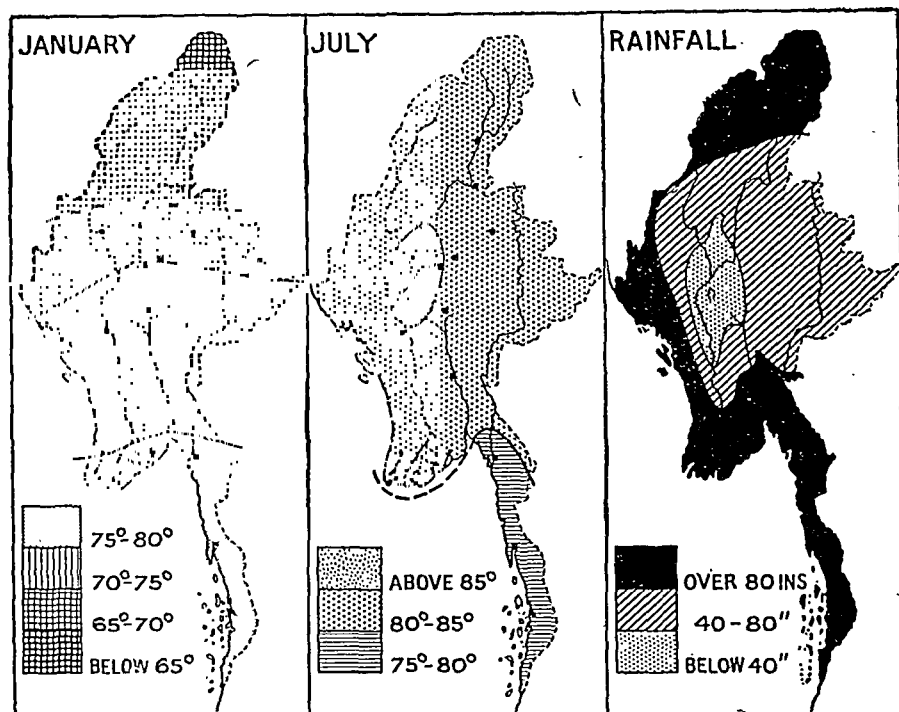 JANUARY
75°-80°
70°-75°
65°-70°
BELOW 65°
JULY
ABOVE 85°
80°-85°
75°-80°
RAINFALL
OVER 80 INS
40-80"
BELOW 40"